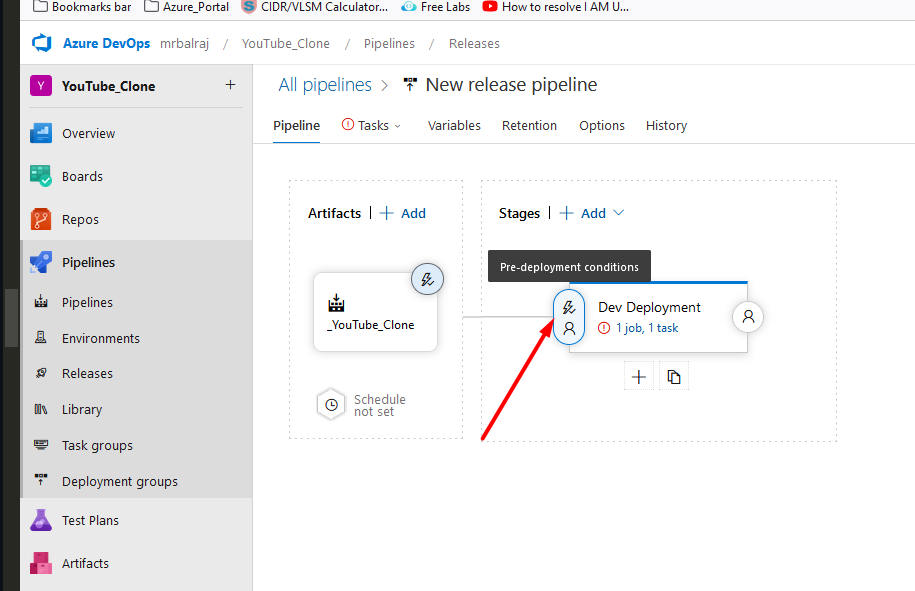 Bookmarks bar Azure_Portal CIDR/VLSM Calculator... Free Labs How to resolve I AM U...
Azure DevOps mrbalraj / YouTube_Clone / Pipelines / Releases
Y YouTube_Clone +
Overview
Boards
Repos
Pipelines
Pipelines
Environments
Releases
Library
Task groups
Deployment groups
Test Plans
Artifacts
All pipelines > New release pipeline
Pipeline Tasks Variables Retention Options History
Artifacts | + Add
_YouTube_Clone
Schedule
not set
Stages | + Add
Pre-deployment conditions
Dev Deployment
1 job, 1 task